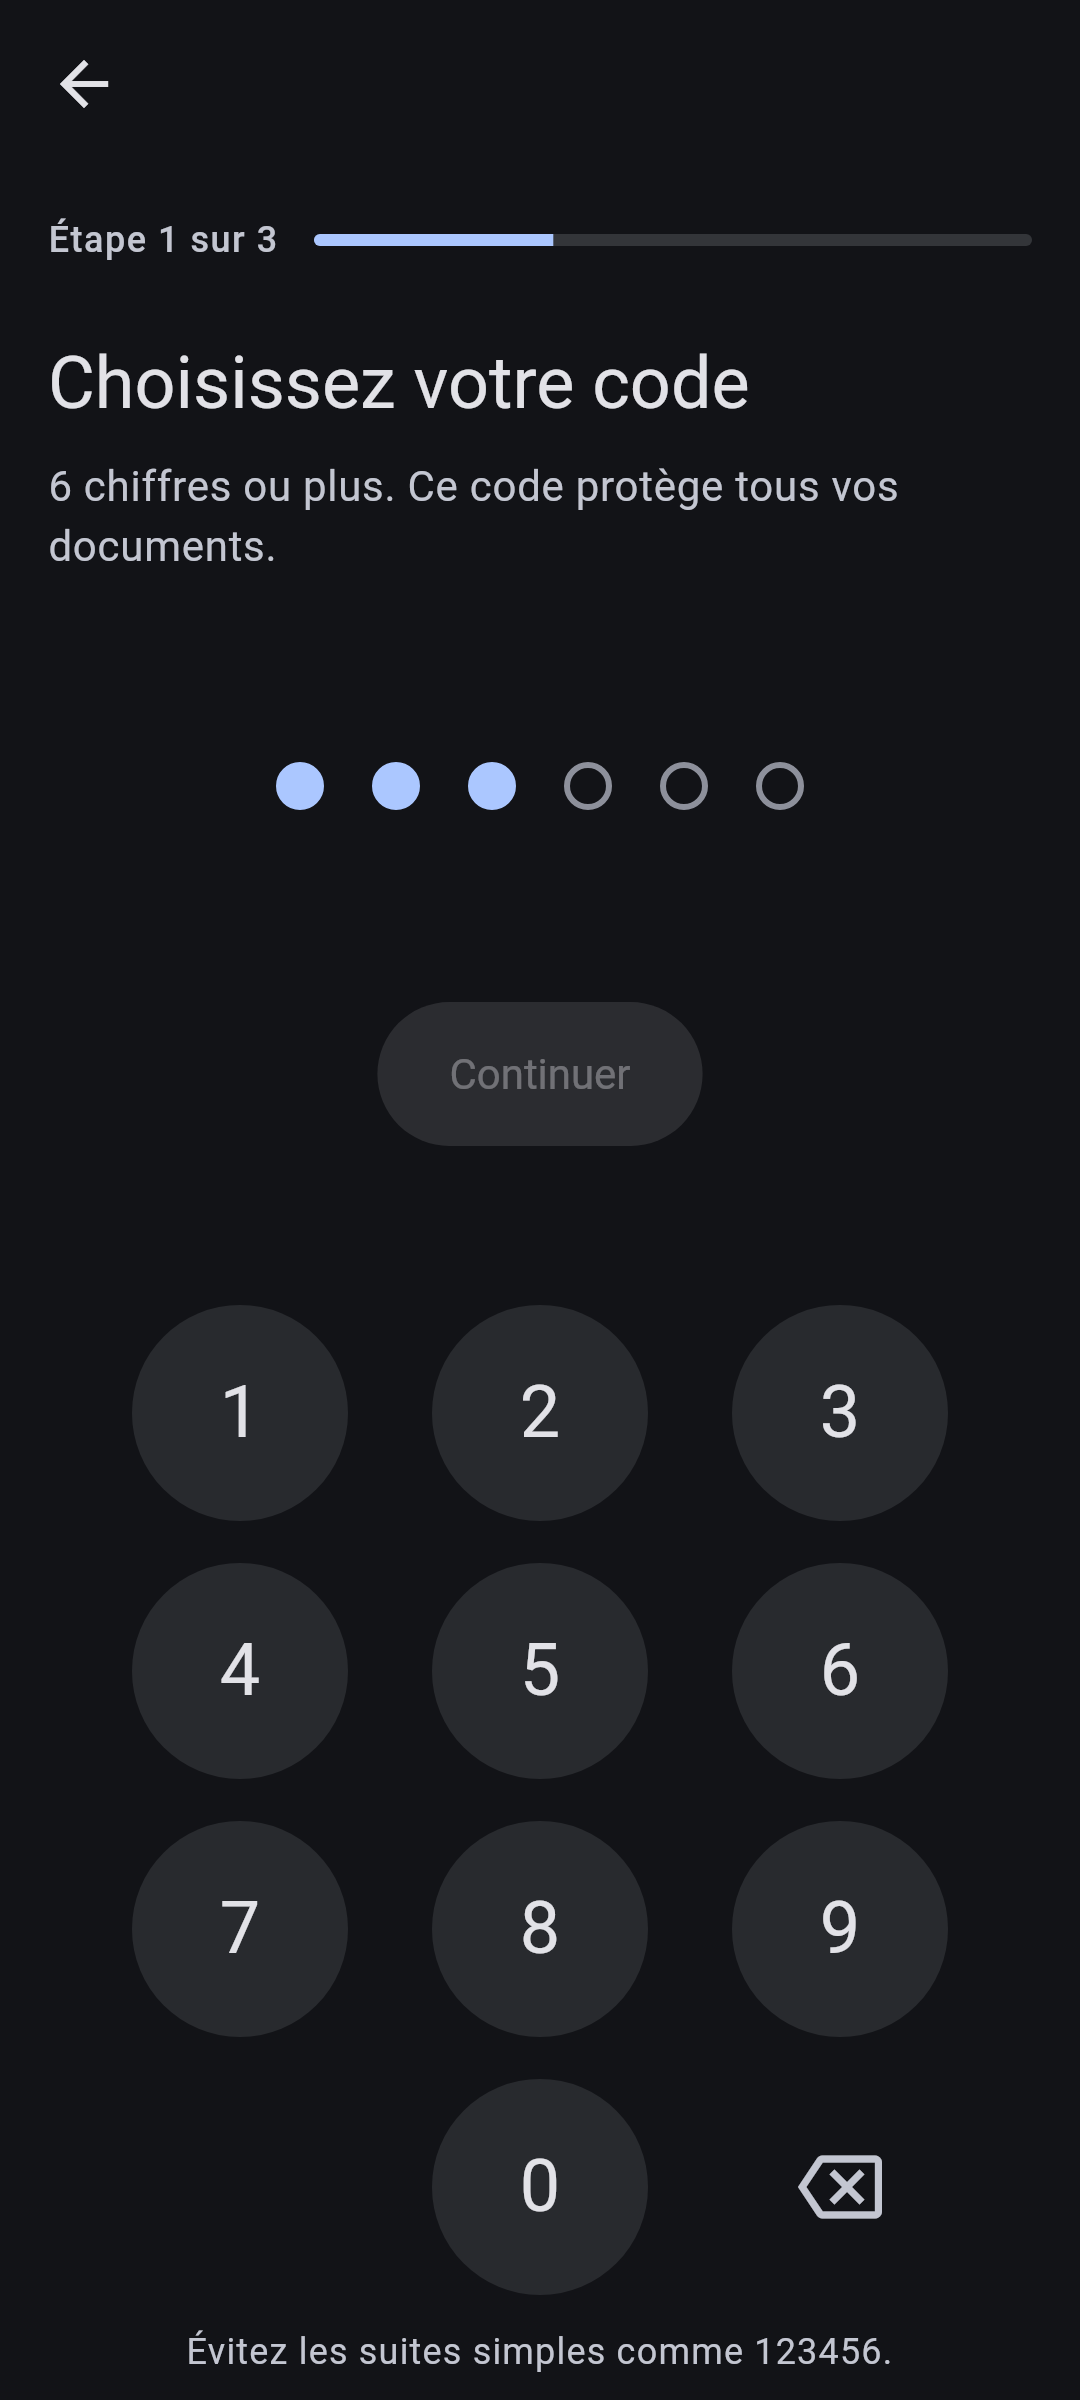 Étape 1 sur 3
Choisissez votre code
6 chiffres ou plus. Ce code protège tous vos
documents.
Continuer
1 2 3
4 5 6
7 8 9
0
Évitez les suites simples comme 123456.